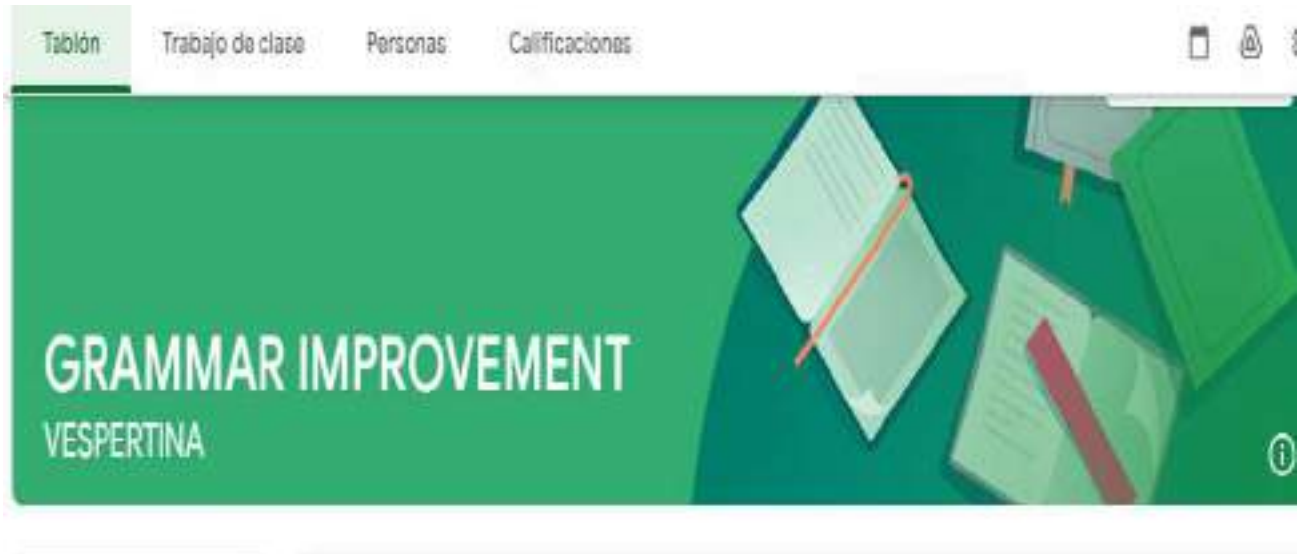 Tablón
Trabajo de clase
Personas
Calificaciones
GRAMMAR IMPROVEMENT
VESPERTINA